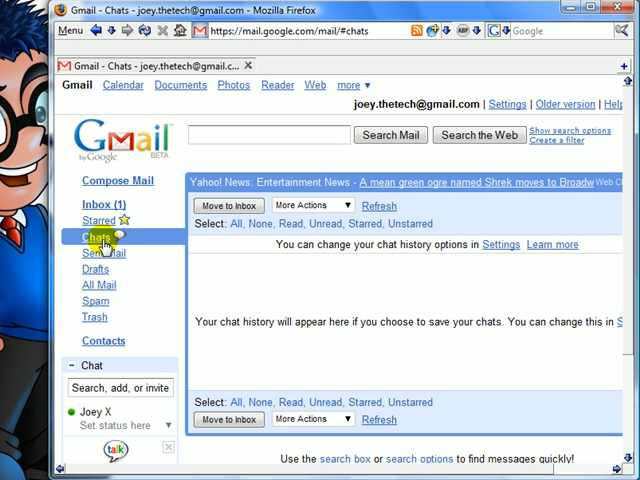 Gmail - Chats - joey.thetech@gmail.com - Mozilla Firefox
Menu https://mail.google.com/mail/#chats Google
Gmail - Chats - joey.thetech@gmail.c...
Gmail Calendar Documents Photos Reader Web more ▼
joey.thetech@gmail.com | Settings | Older version | Help
Gmail
by Google BETA
Search Mail Search the Web Show search options
Create a filter
Compose Mail
Yahoo! News: Entertainment News - A mean green ogre named Shrek moves to Broadw Web C
Inbox (1)
Move to Inbox More Actions Refresh
Starred
Select: All, None, Read, Unread, Starred, Unstarred
Chats
You can change your chat history options in Settings Learn more
Sent Mail
Drafts
All Mail
Spam
Trash
Your chat history will appear here if you choose to save your chats. You can change this in S
Contacts
− Chat
Search, add, or invite
Select: All, None, Read, Unread, Starred, Unstarred
Joey X
Move to Inbox More Actions Refresh
Set status here
talk
Use the search box or search options to find messages quickly!